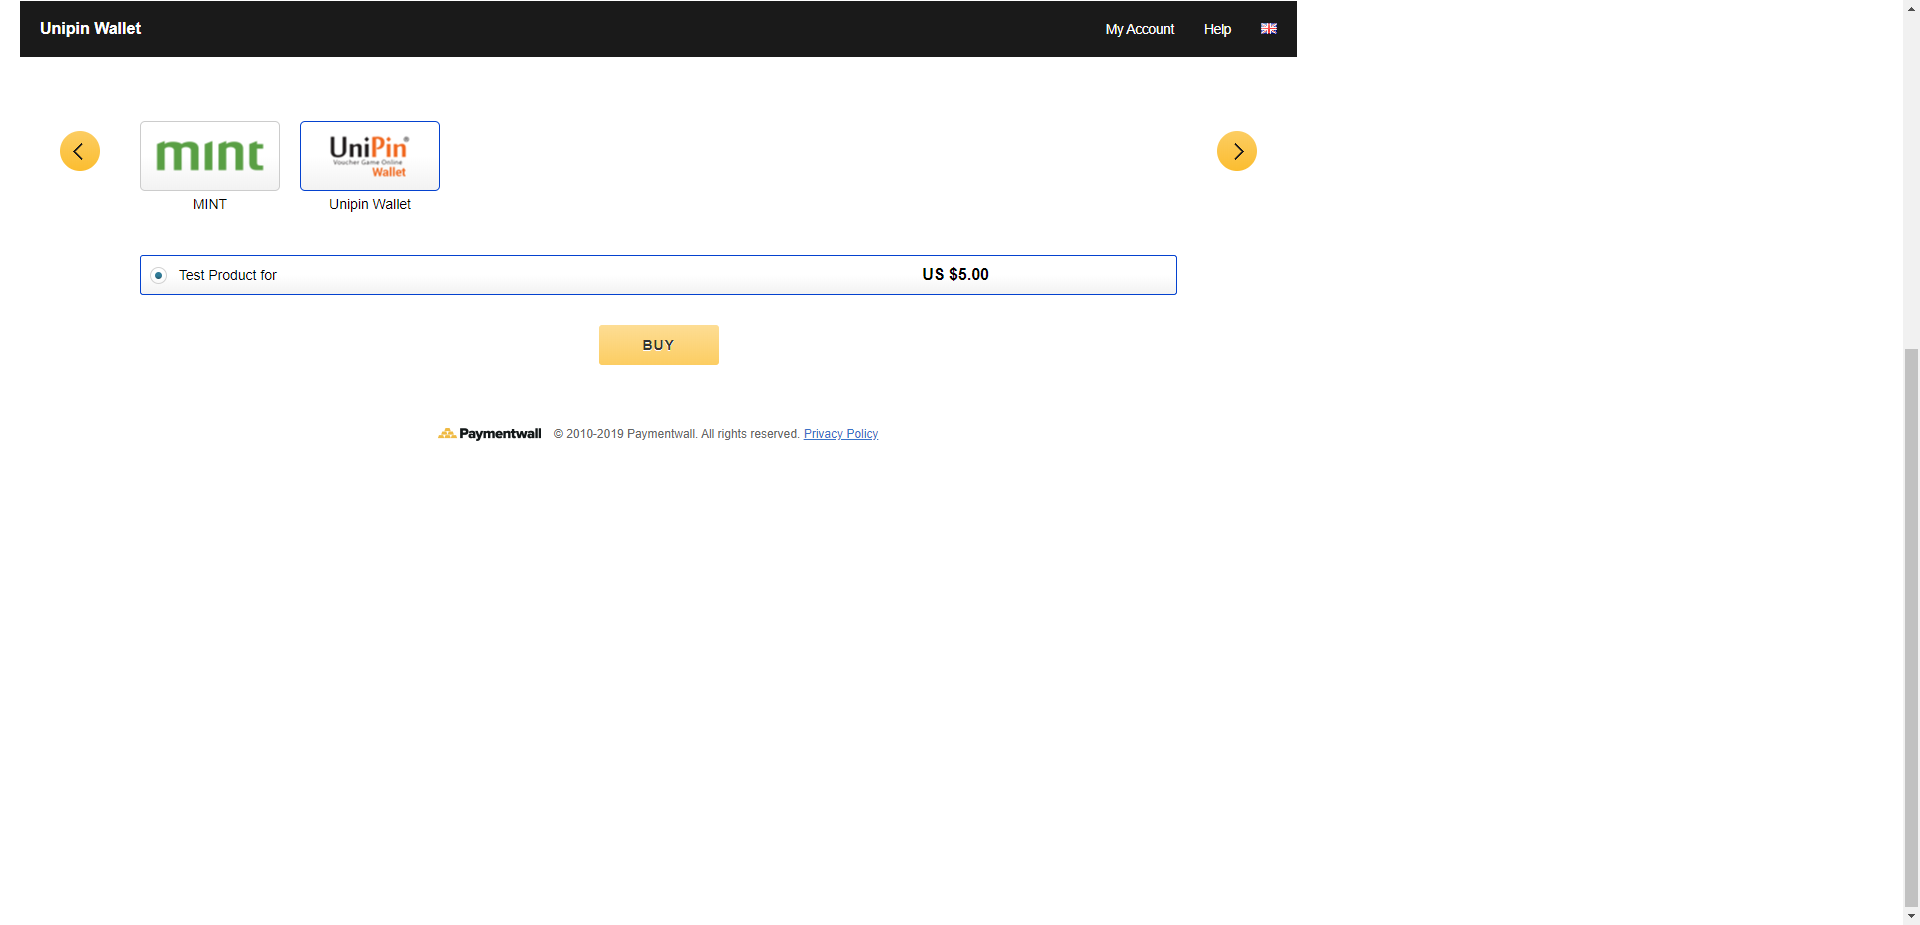 Unipin Wallet
My Account
Help
mint
MINT
UniPin
Voucher Game Online
Wallet
Unipin Wallet
Test Product for
US $5.00
BUY
Paymentwall © 2010-2019 Paymentwall. All rights reserved. Privacy Policy